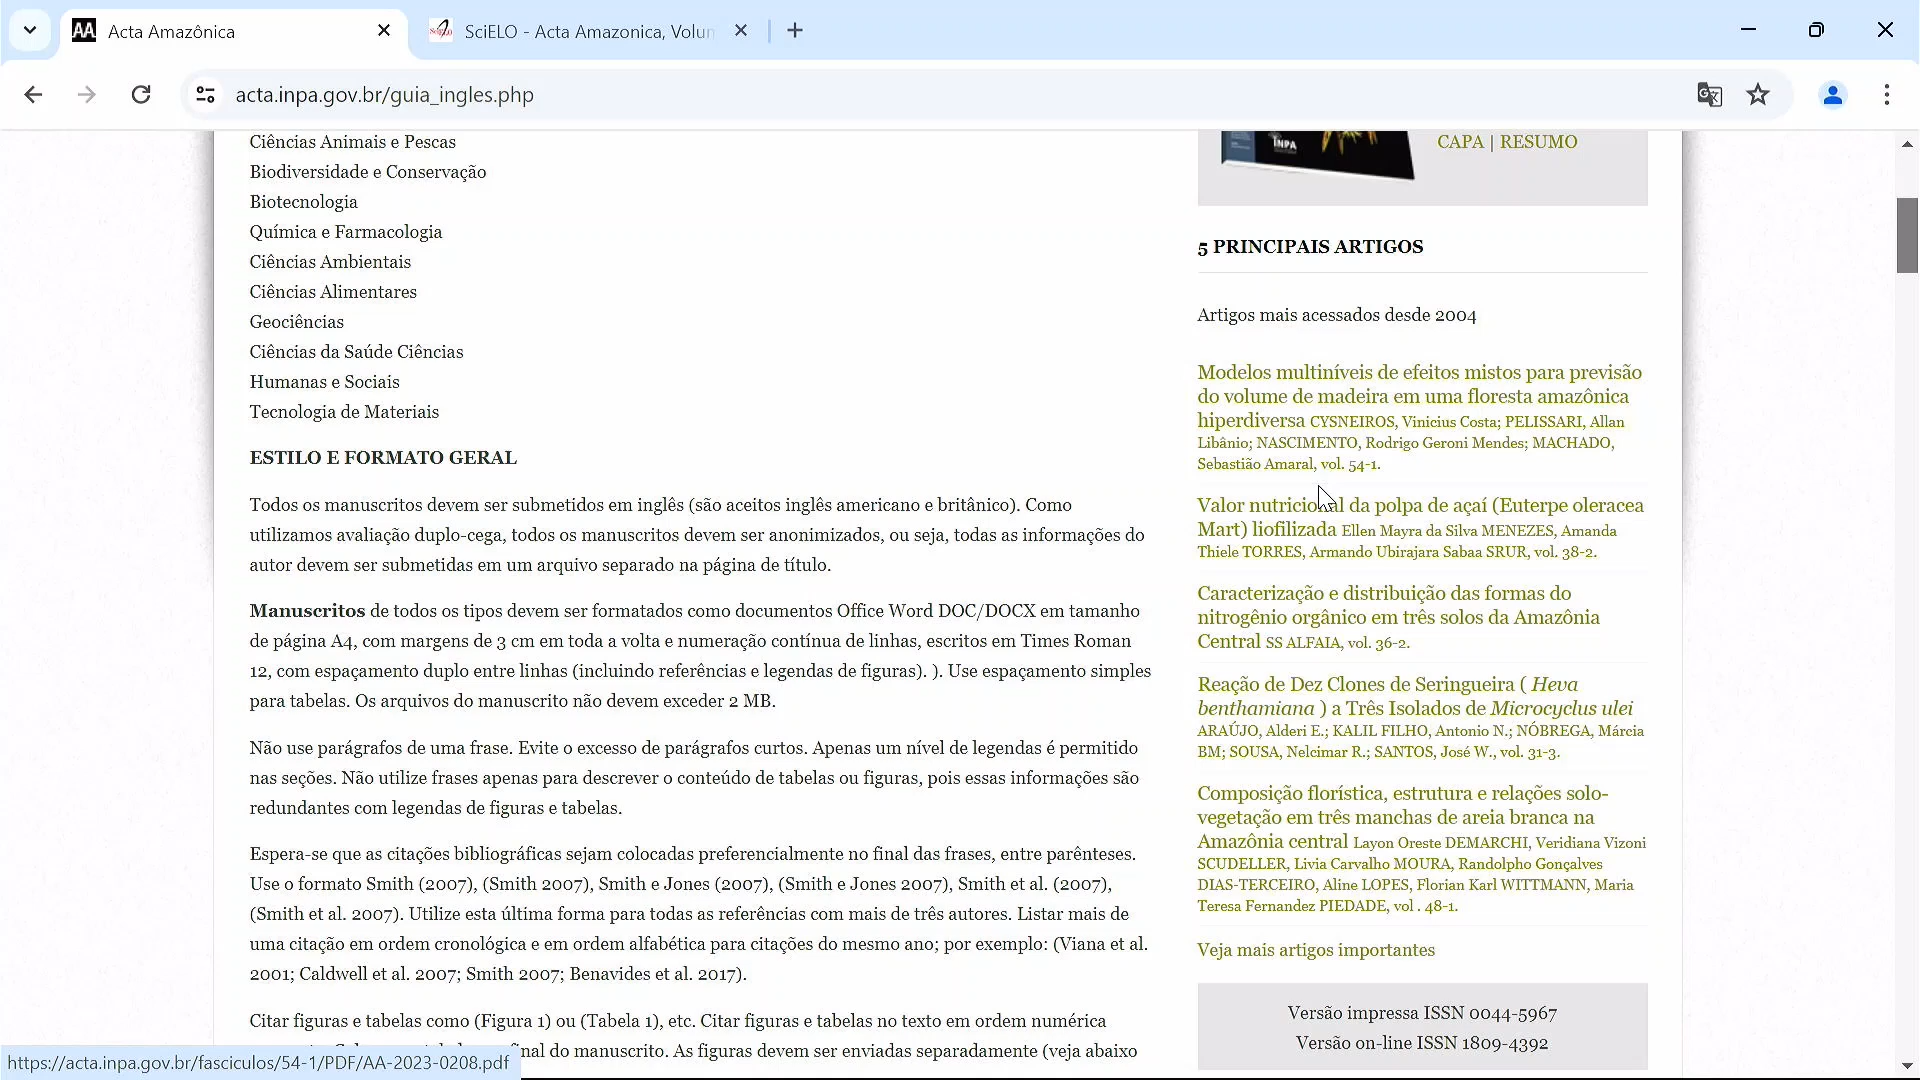 Acta Amazônica
SciELO - Acta Amazonica, Volun
acta.inpa.gov.br/guia_ingles.php
Ciências Animais e Pescas
Biodiversidade e Conservação
Biotecnologia
Química e Farmacologia
Ciências Ambientais
Ciências Alimentares
Geociências
Ciências da Saúde Ciências
Humanas e Sociais
Tecnologia de Materiais
ESTILO E FORMATO GERAL
Todos os manuscritos devem ser submetidos em inglês (são aceitos inglês americano e britânico). Como
utilizamos avaliação duplo-cega, todos os manuscritos devem ser anonimizados, ou seja, todas as informações do
autor devem ser submetidas em um arquivo separado na página de título.
Manuscritos de todos os tipos devem ser formatados como documentos Office Word DOC/DOCX em tamanho
de página A4, com margens de 3 cm em toda a volta e numeração contínua de linhas, escritos em Times Roman
12, com espaçamento duplo entre linhas (incluindo referências e legendas de figuras). ). Use espaçamento simples
para tabelas. Os arquivos do manuscrito não devem exceder 2 MB.
Não use parágrafos de uma frase. Evite o excesso de parágrafos curtos. Apenas um nível de legendas é permitido
nas seções. Não utilize frases apenas para descrever o conteúdo de tabelas ou figuras, pois essas informações são
redundantes com legendas de figuras e tabelas.
Espera-se que as citações bibliográficas sejam colocadas preferencialmente no final das frases, entre parênteses.
Use o formato Smith (2007), (Smith 2007), Smith e Jones (2007), (Smith e Jones 2007), Smith et al. (2007),
(Smith et al. 2007). Utilize esta última forma para todas as referências com mais de três autores. Listar mais de
uma citação em ordem cronológica e em ordem alfabética para citações do mesmo ano; por exemplo: (Viana et al.
2001; Caldwell et al. 2007; Smith 2007; Benavides et al. 2017).
Citar figuras e tabelas como (Figura 1) ou (Tabela 1), etc. Citar figuras e tabelas no texto em ordem numérica
nal do manuscrito. As figuras devem ser enviadas separadamente (veja abaixo
INPA
CAPA | RESUMO
5 PRINCIPAIS ARTIGOS
Artigos mais acessados desde 2004
Modelos multiníveis de efeitos mistos para previsão
do volume de madeira em uma floresta amazônica
hiperdiversa CYSNEIROS, Vinicius Costa; PELISSARI, Allan
Libânio; NASCIMENTO, Rodrigo Geroni Mendes; MACHADO,
Sebastião Amaral, vol. 54-1.
Valor nutricional da polpa de açaí (Euterpe oleracea
Mart) liofilizada Ellen Mayra da Silva MENEZES, Amanda
Thiele TORRES, Armando Ubirajara Sabaa SRUR, vol. 38-2.
Caracterização e distribuição das formas do
nitrogênio orgânico em três solos da Amazônia
Central SS ALFAIA, vol. 36-2.
Reação de Dez Clones de Seringueira ( Heva
benthamiana ) a Três Isolados de Microcyclus ulei
ARAÚJO, Alderi E.; KALIL FILHO, Antonio N.; NÓBREGA, Márcia
BM; SOUSA, Nelcimar R.; SANTOS, José W., vol. 31-3.
Composição florística, estrutura e relações solo-
vegetação em três manchas de areia branca na
Amazônia central Layon Oreste DEMARCHI, Veridiana Vizoni
SCUDELLER, Livia Carvalho MOURA, Randolpho Gonçalves
DIAS-TERCEIRO, Aline LOPES, Florian Karl WITTMANN, Maria
Teresa Fernandez PIEDADE, vol . 48-1.
Veja mais artigos importantes
Versão impressa ISSN 0044-5967
Versão on-line ISSN 1809-4392
https://acta.inpa.gov.br/fasciculos/54-1/PDF/AA-2023-0208.pdf